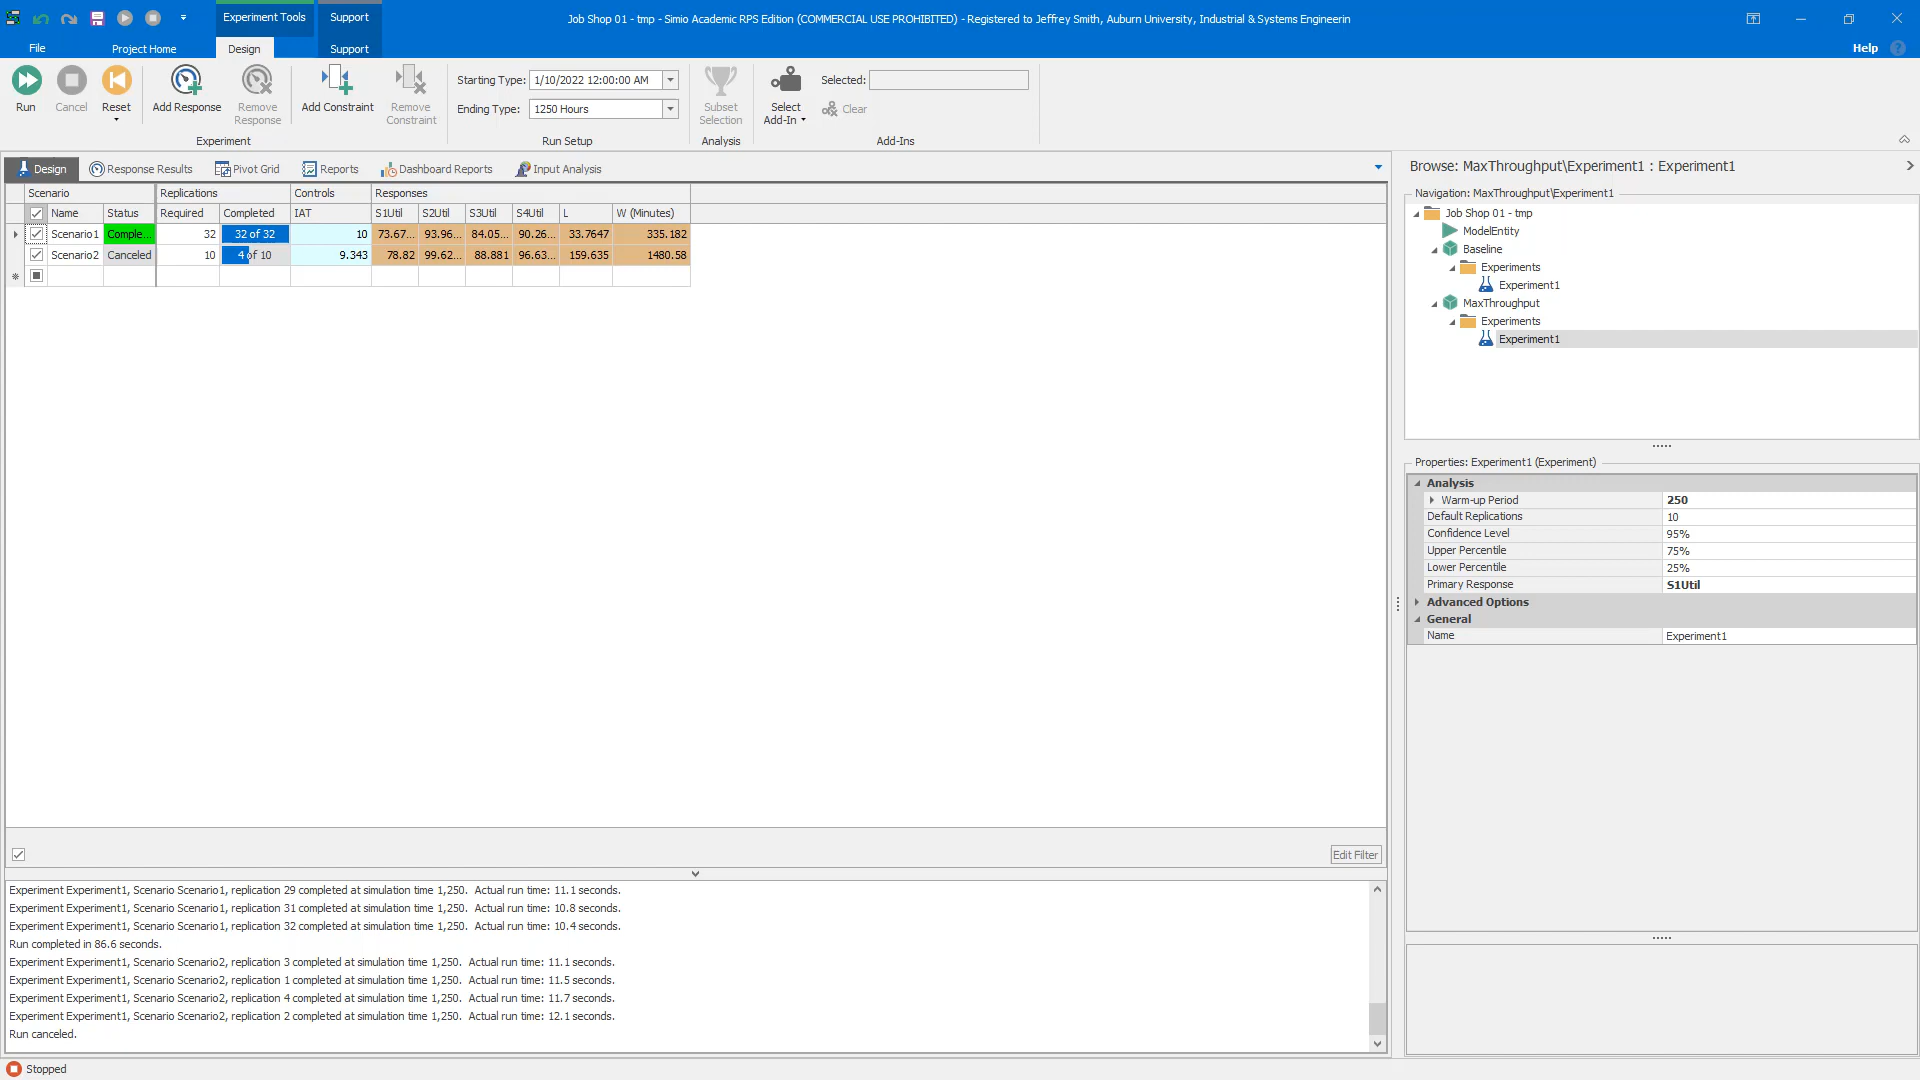 Experiment Tools
Support
Job Shop 01 - tmp - Simio Academic RPS Edition (COMMERCIAL USE PROHIBITED) - Registered to Jeffrey Smith, Auburn University, Industrial & Systems Engineerin
File
Project Home
Design
Support
Help
Run
Cancel
Reset
Add Response
Remove Response
Add Constraint
Remove Constraint
Experiment
Starting Type: 1/10/2022 12:00:00 AM
Ending Type: 1250 Hours
Run Setup
Subset Selection
Analysis
Select Add-In
Selected:
Clear
Add-Ins
Design
Response Results
Pivot Grid
Reports
Dashboard Reports
Input Analysis
Scenario Replications Controls Responses
Name Status Required Completed IAT S1Util S2Util S3Util S4Util L W (Minutes)
Scenario1 Comple... 32 32 of 32 10 73.67... 93.96... 84.05... 90.26... 33.7647 335.182
Scenario2 Canceled 10 4 of 10 9.343 78.82 99.62... 88.881 96.63... 159.635 1480.58
Edit Filter
Experiment Experiment1, Scenario Scenario1, replication 29 completed at simulation time 1,250. Actual run time: 11.1 seconds.
Experiment Experiment1, Scenario Scenario1, replication 31 completed at simulation time 1,250. Actual run time: 10.8 seconds.
Experiment Experiment1, Scenario Scenario1, replication 32 completed at simulation time 1,250. Actual run time: 10.4 seconds.
Run completed in 86.6 seconds.
Experiment Experiment1, Scenario Scenario2, replication 3 completed at simulation time 1,250. Actual run time: 11.1 seconds.
Experiment Experiment1, Scenario Scenario2, replication 1 completed at simulation time 1,250. Actual run time: 11.5 seconds.
Experiment Experiment1, Scenario Scenario2, replication 4 completed at simulation time 1,250. Actual run time: 11.7 seconds.
Experiment Experiment1, Scenario Scenario2, replication 2 completed at simulation time 1,250. Actual run time: 12.1 seconds.
Run canceled.
Stopped
Browse: MaxThroughput\Experiment1 : Experiment1
Navigation: MaxThroughput\Experiment1
Job Shop 01 - tmp
ModelEntity
Baseline
Experiments
Experiment1
MaxThroughput
Experiments
Experiment1
Properties: Experiment1 (Experiment)
Analysis
Warm-up Period 250
Default Replications 10
Confidence Level 95%
Upper Percentile 75%
Lower Percentile 25%
Primary Response S1Util
Advanced Options
General
Name Experiment1